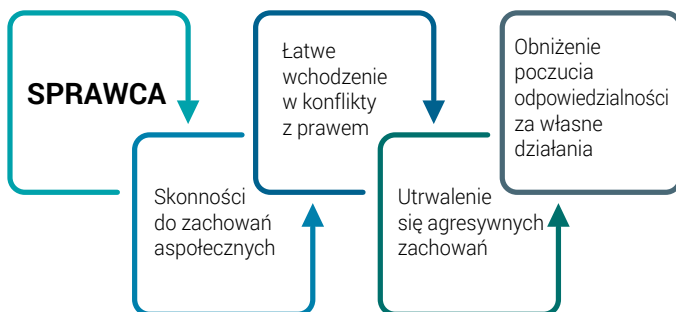 SPRAWCA
Skonności
do zachowań
aspołecznych
Łatwe
wchodzenie
w konflikty
z prawem
Utrwalenie
się agresywnych
zachowań
Obniżenie
poczucia
odpowiedzialności
za własne
działania